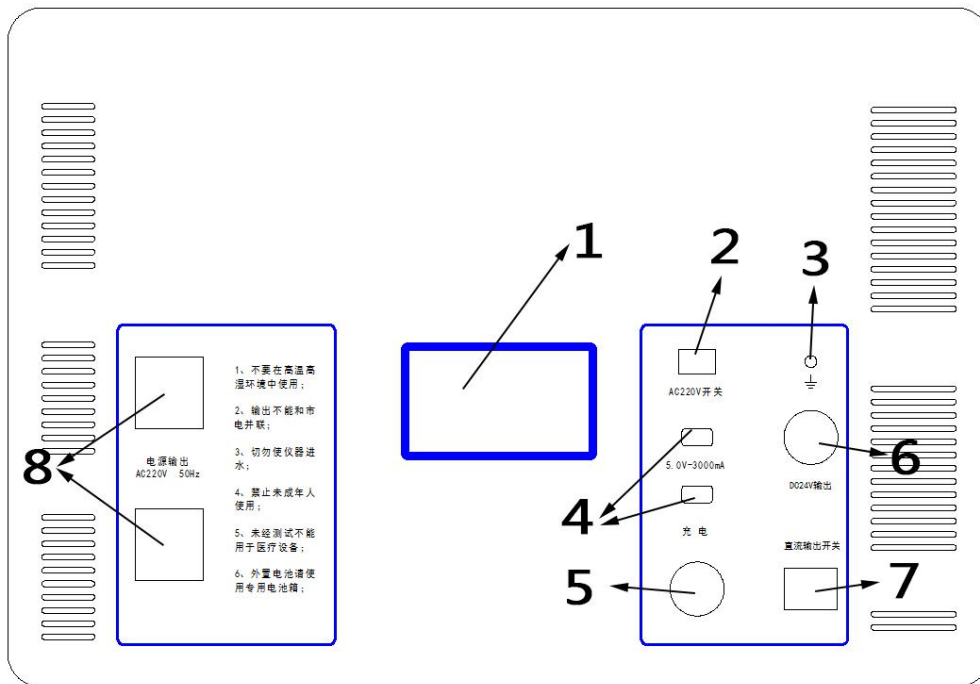 1
2
3
AC220V开关
1、不要在高温高
湿环境中使用；
2、输出不能和市
电并联；
8
电源输出
AC220V 50Hz
3、切勿使仪器进
水；
4、禁止未成年人
使用；
5、未经测试不能
用于医疗设备；
6、外置电池请使
用专用电池箱；
5.0V-3000mA
6
DC24V输出
4
充 电
直流输出开关
5
7